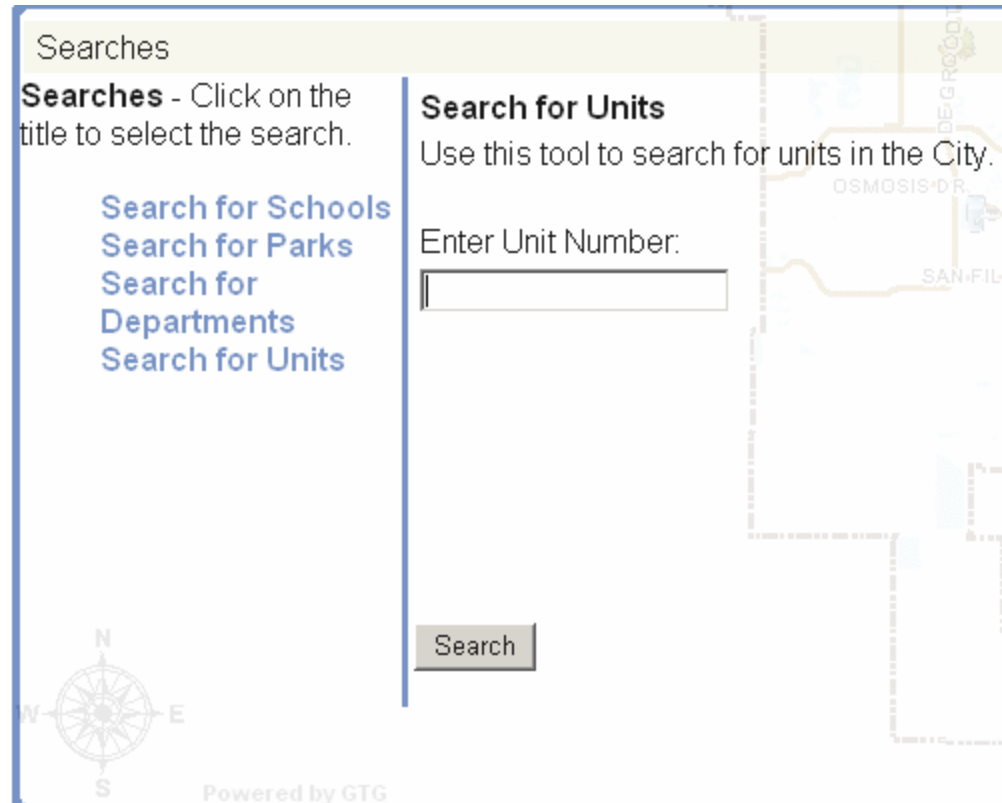 Searches
Searches - Click on the
title to select the search.
Search for Schools
Search for Parks
Search for
Departments
Search for Units
Search for Units
Use this tool to search for units in the City.
Enter Unit Number:
Search
DE GROODT
OSMOSIS DR.
N
W
E
S
Powered by GTG